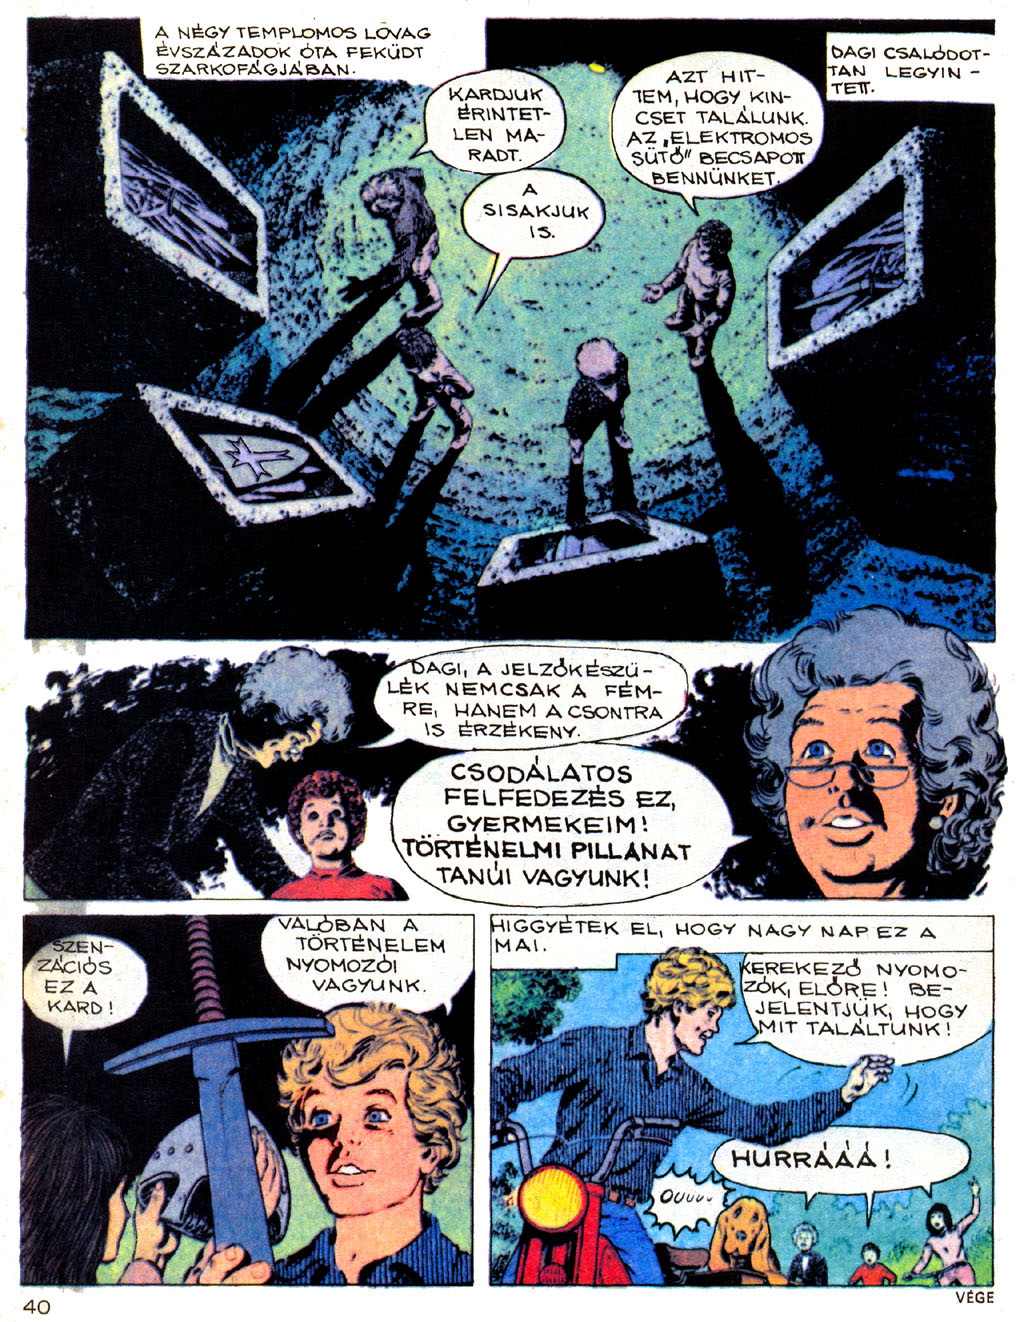 A NÉGY TEMPLOMOS LOVAG
ÉVSZÁZADOK ÓTA FEKÜDT
SZARKOFÁGJÁBAN.
KARDJUK
ÉRINTET-
LEN MA-
RADT.
A
SISAKJUK
IS.
AZT HIT-
TEM, HOGY KIN-
CSET TALÁLUNK.
AZ „ELEKTROMOS
SÜTŐ" BECSAPOTT
BENNÜNKET.
DAGI CSALÓDOT-
TAN LEGYIN-
TETT.
DAGI, A JELZŐKÉSZÜ-
LÉK NEMCSAK A FÉM-
RE, HANEM A CSONTRA
IS ÉRZÉKENY.
CSODÁLATOS
FELFEDEZÉS EZ,
GYERMEKEIM!
TÖRTÉNELMI PILLANAT
TANÚI VAGYUNK!
SZEN-
ZÁCIÓS
EZ A
KARD!
VALÓBAN A
TÖRTÉNELEM
NYOMOZÓI
VAGYUNK.
HIGGYÉTEK EL, HOGY NAGY NAP EZ A
MAI.
KEREKEZŐ NYOMO-
ZÓK, ELŐRE! BE-
JELENTJÜK, HOGY
MIT TALÁLTUNK!
HURRÁÁÁ!
OUUUU
VÉGE
40